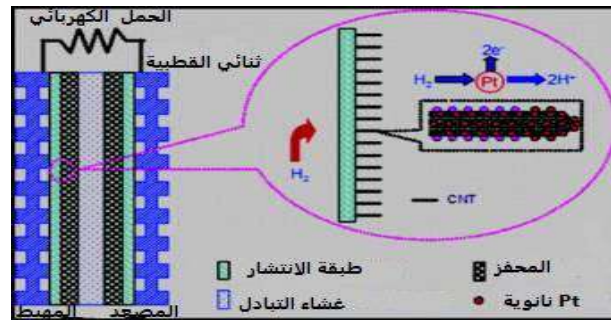 الحمل الكهربائي
ثنائي القطبية
2e-
H₂
Pt
2H+
H₂
CNT
طبقة الانتشار
المحفز
غشاء التبادل
Pt نانوية
المصعد
المهبط